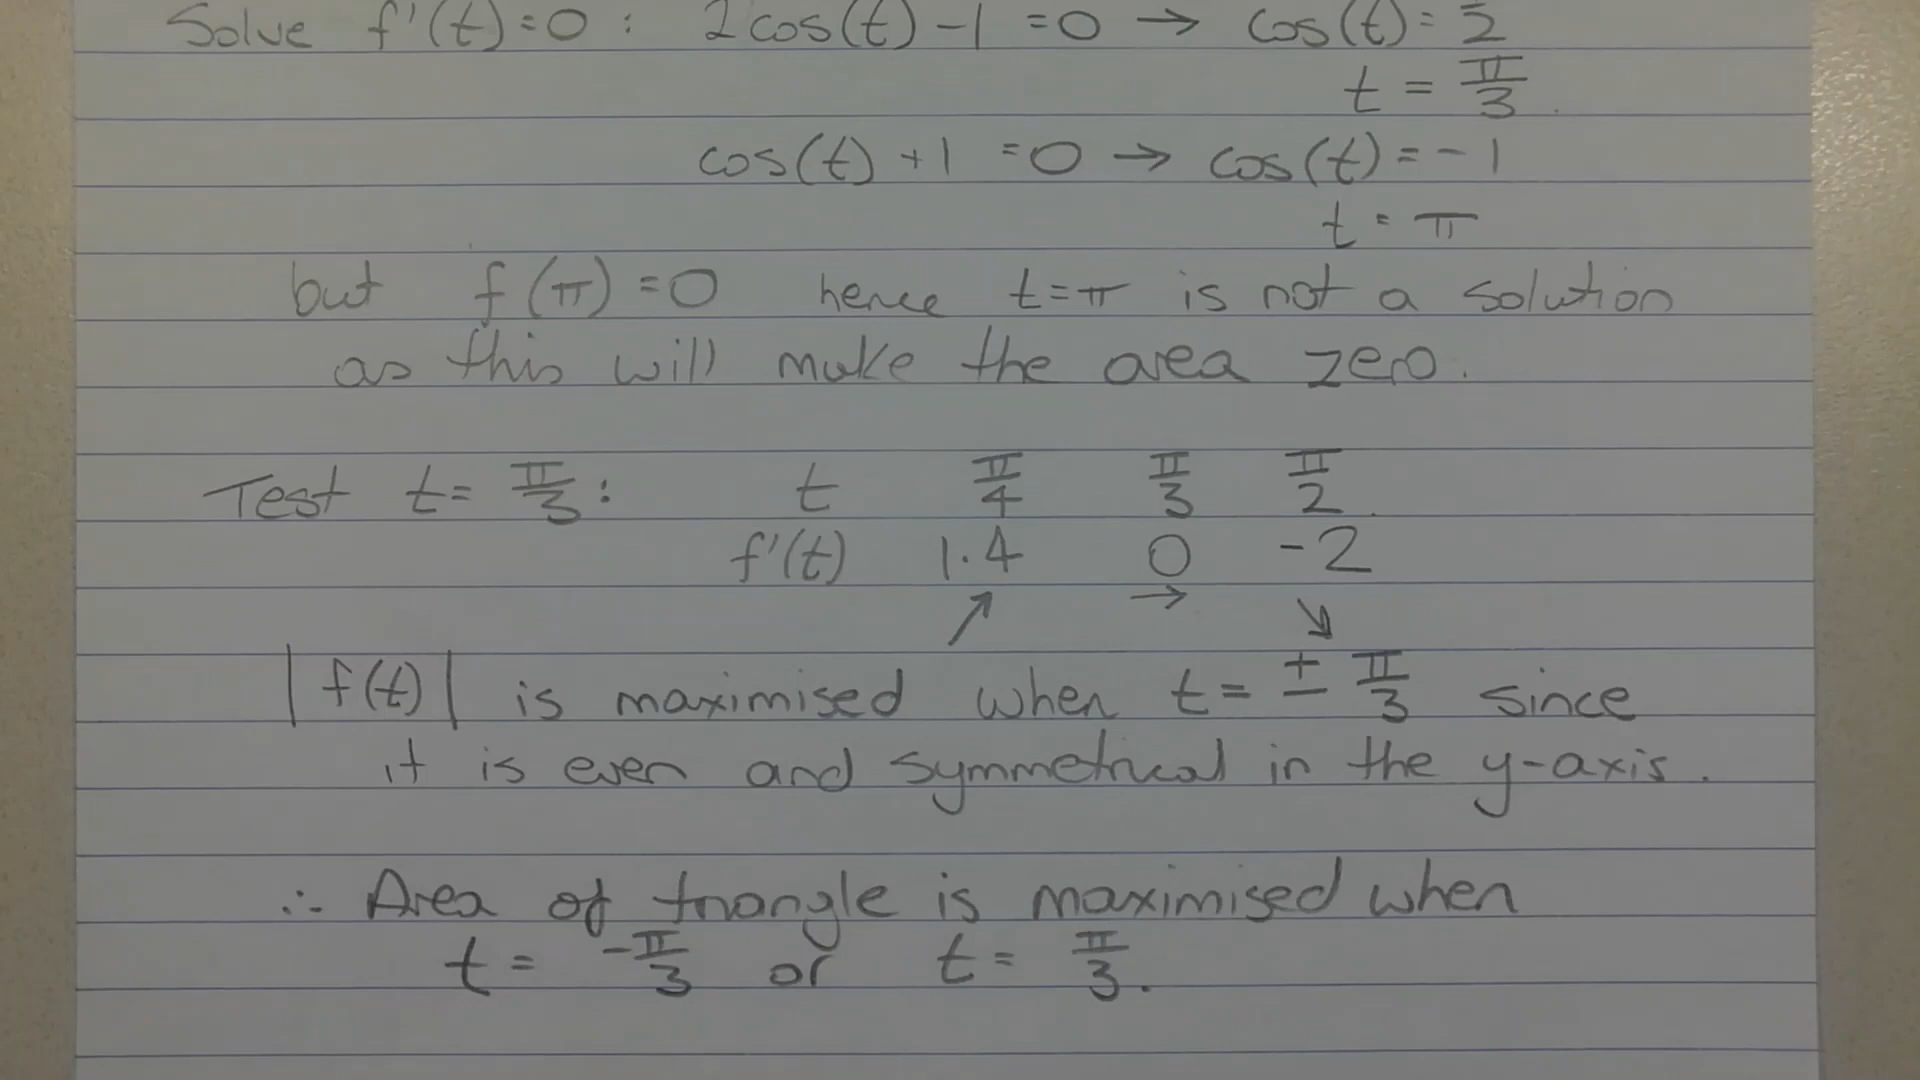 Solve f'(t)=0 : 2cos(t)-1 =0 → cos(t)= 2
t = π/3
cos(t) +1 =0 → cos(t)=-1
t = π
but f(π)=0 hence t=π is not a solution
as this will make the area zero.
Test t= π/3 : t π/4 π/3 π/2
f'(t) 1.4 0 -2
↗ → ↘
|f(t)| is maximised when t= ± π/3 since
it is even and symmetrical in the y-axis.
∴ Area of triangle is maximised when
t = -π/3 or t = π/3.